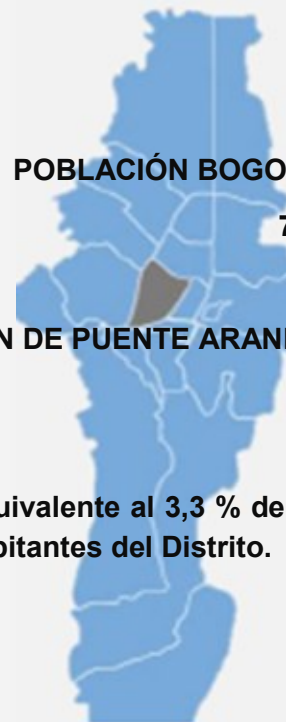 POBLACIÓN BOGO
7
N DE PUENTE ARAN
uivalente al 3,3 % de
bitantes del Distrito.